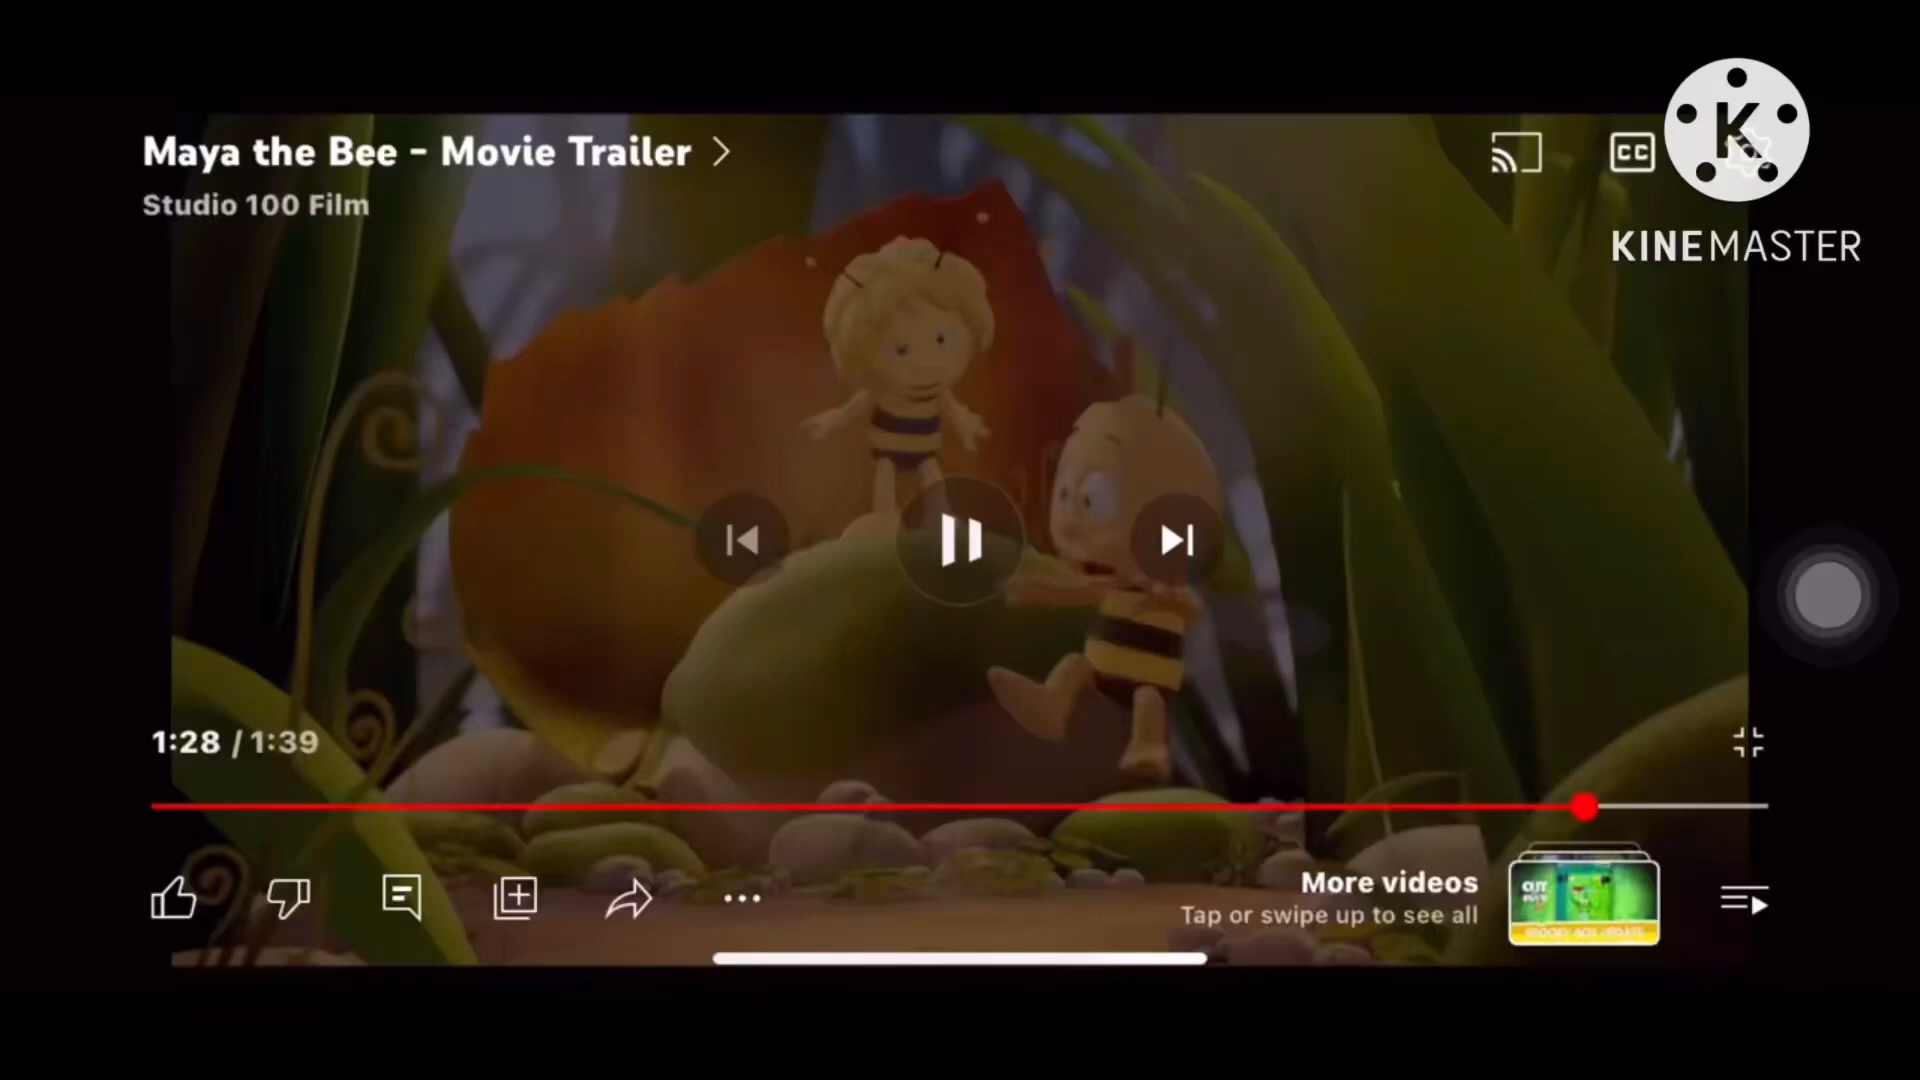 Maya the Bee - Movie Trailer
Studio 100 Film
CC
K
KINEMASTER
1:28 / 1:39
More videos
Tap or swipe up to see all